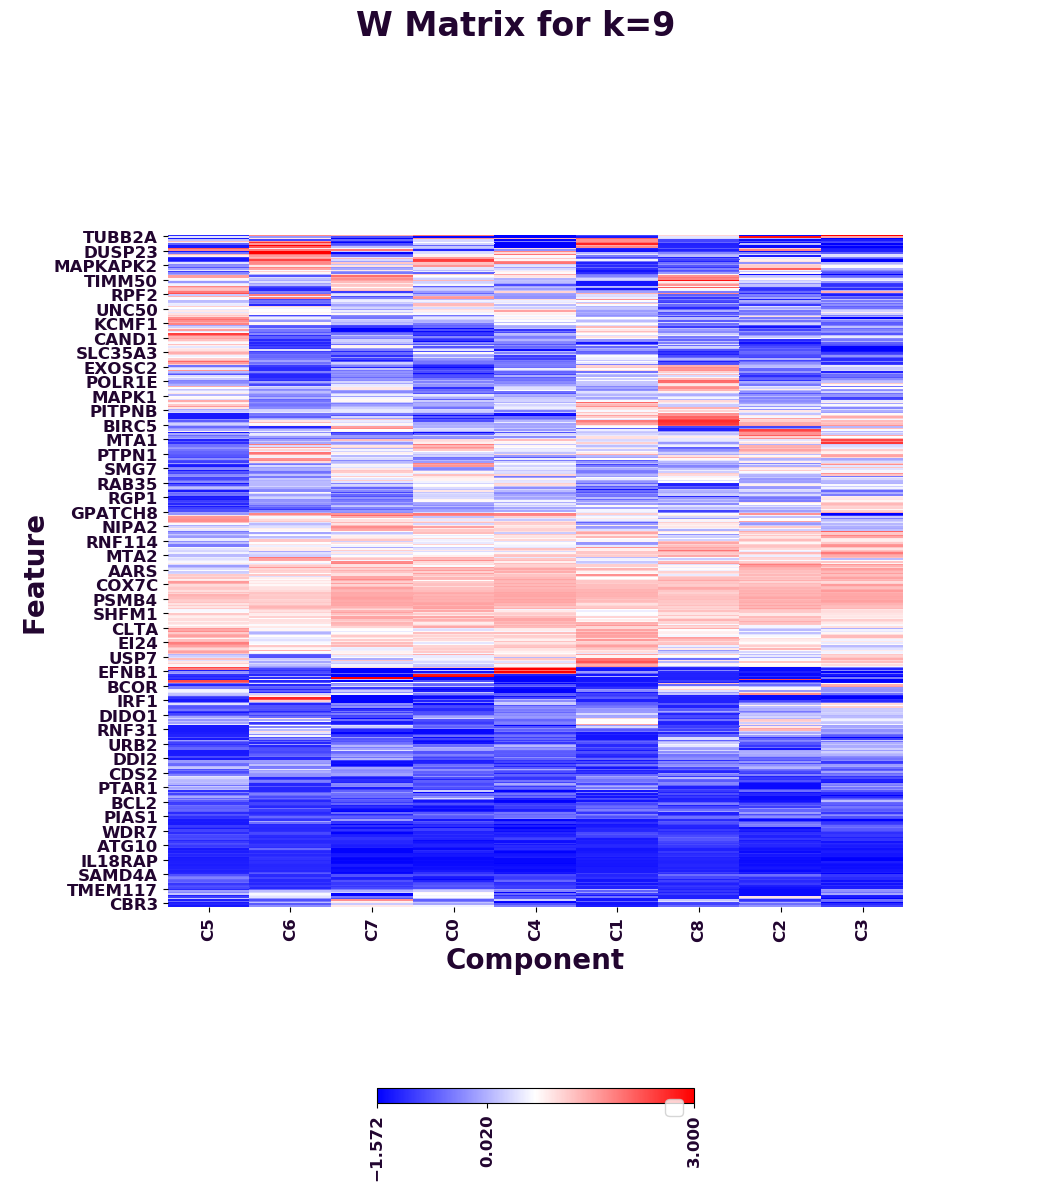 W Matrix for k=9
TUBB2A
DUSP23
MAPKAPK2
TIMM50
RPF2
UNC50
KCMF1
CAND1
SLC35A3
EXOSC2
POLR1E
MAPK1
PITPNB
BIRC5
MTA1
PTPN1
SMG7
RAB35
RGP1
GPATCH8
NIPA2
RNF114
MTA2
AARS
COX7C
PSMB4
SHFM1
CLTA
EI24
USP7
EFNB1
BCOR
IRF1
DIDO1
RNF31
URB2
DDI2
CDS2
PTAR1
BCL2
PIAS1
WDR7
ATG10
IL18RAP
SAMD4A
TMEM117
CBR3
Feature
C5 C6 C7 C0 C4 C1 C8 C2 C3
Component
−1.572 0.020 3.000